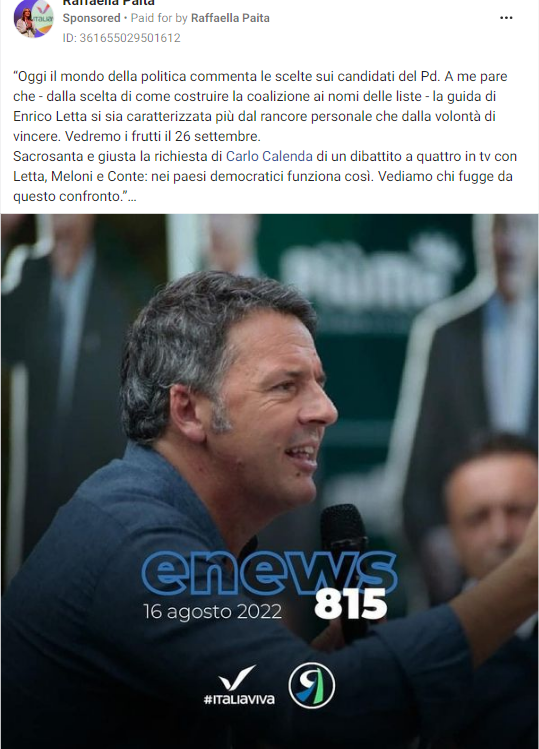 Raffaella Paita
Sponsored • Paid for by Raffaella Paita
ID: 361655029501612
“Oggi il mondo della politica commenta le scelte sui candidati del Pd. A me pare
che - dalla scelta di come costruire la coalizione ai nomi delle liste - la guida di
Enrico Letta si sia caratterizzata più dal rancore personale che dalla volontà di
vincere. Vedremo i frutti il 26 settembre.
Sacrosanta e giusta la richiesta di Carlo Calenda di un dibattito a quattro in tv con
Letta, Meloni e Conte: nei paesi democratici funziona così. Vediamo chi fugge da
questo confronto.”…
enews
815
16 agosto 2022
#ITALIAVIVA